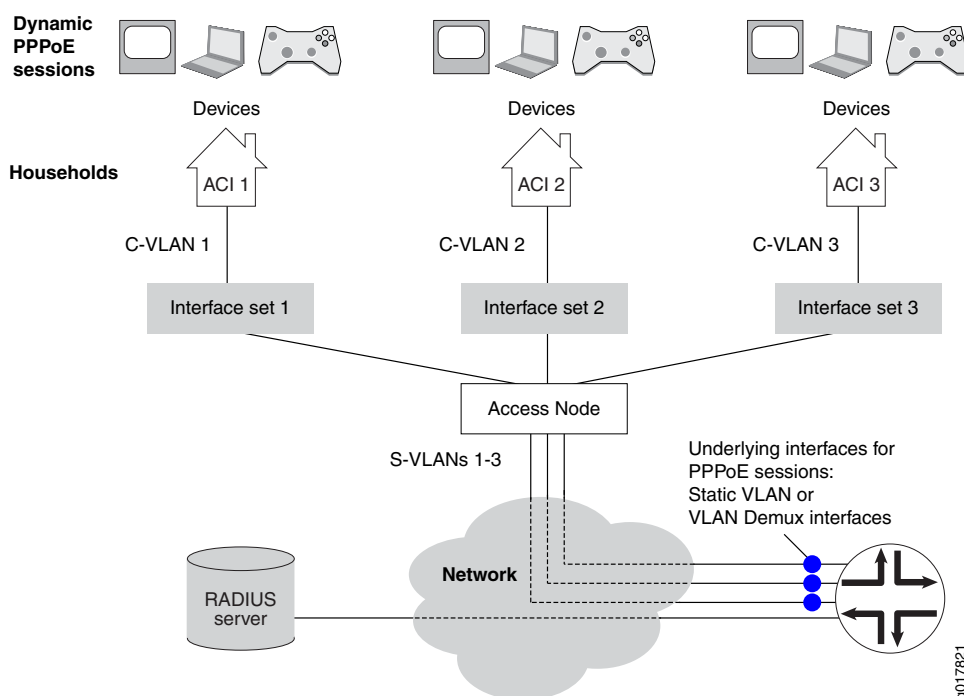 Dynamic
PPPoE
sessions
Devices
Devices
Devices
Households
ACI 1
ACI 2
ACI 3
C-VLAN 1
C-VLAN 2
C-VLAN 3
Interface set 1
Interface set 2
Interface set 3
Access Node
S-VLANs 1-3
Underlying interfaces for
PPPoE sessions:
Static VLAN or
VLAN Demux interfaces
Network
RADIUS
server
g017821